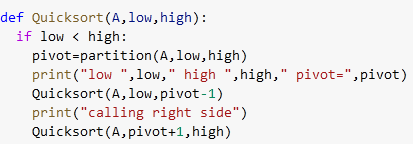 def Quicksort(A,low,high):
  if low < high:
    pivot=partition(A,low,high)
    print("low ",low," high ",high," pivot=",pivot)
    Quicksort(A,low,pivot-1)
    print("calling right side")
    Quicksort(A,pivot+1,high)